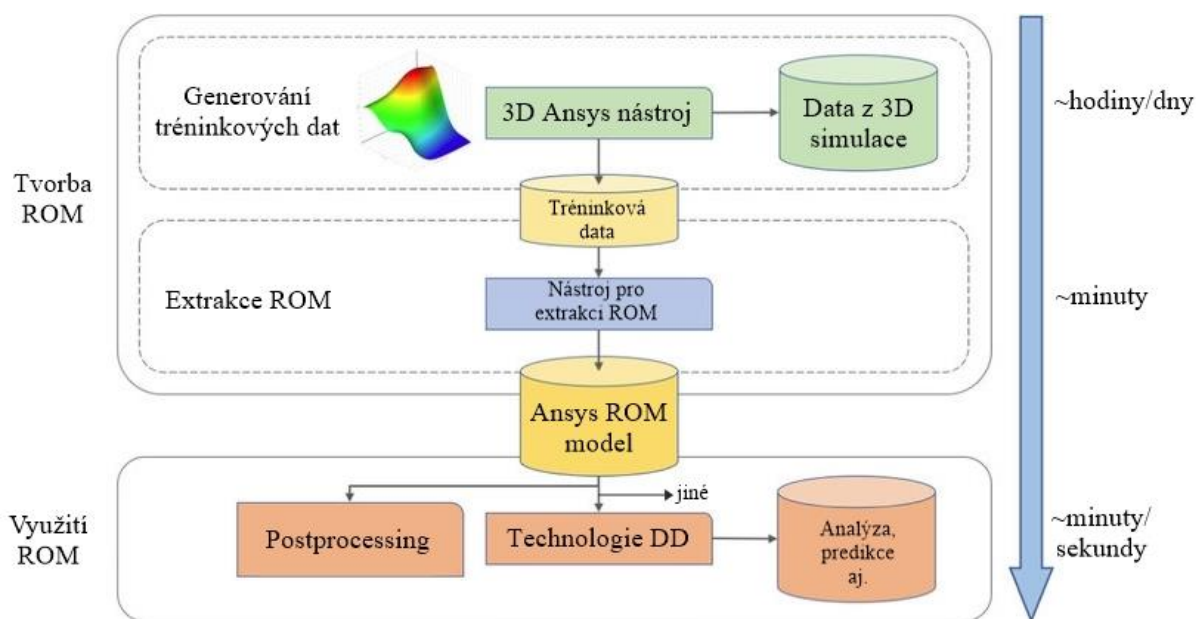 Generování
tréninkových dat
3D Ansys nástroj
Data z 3D
simulace
~hodiny/dny
Tvorba
ROM
Tréninková
data
Extrakce ROM
Nástroj pro
extrakci ROM
~minuty
Ansys ROM
model
Využití
ROM
jiné
Postprocessing
Technologie DD
Analýza,
predikce
aj.
~minuty/
sekundy